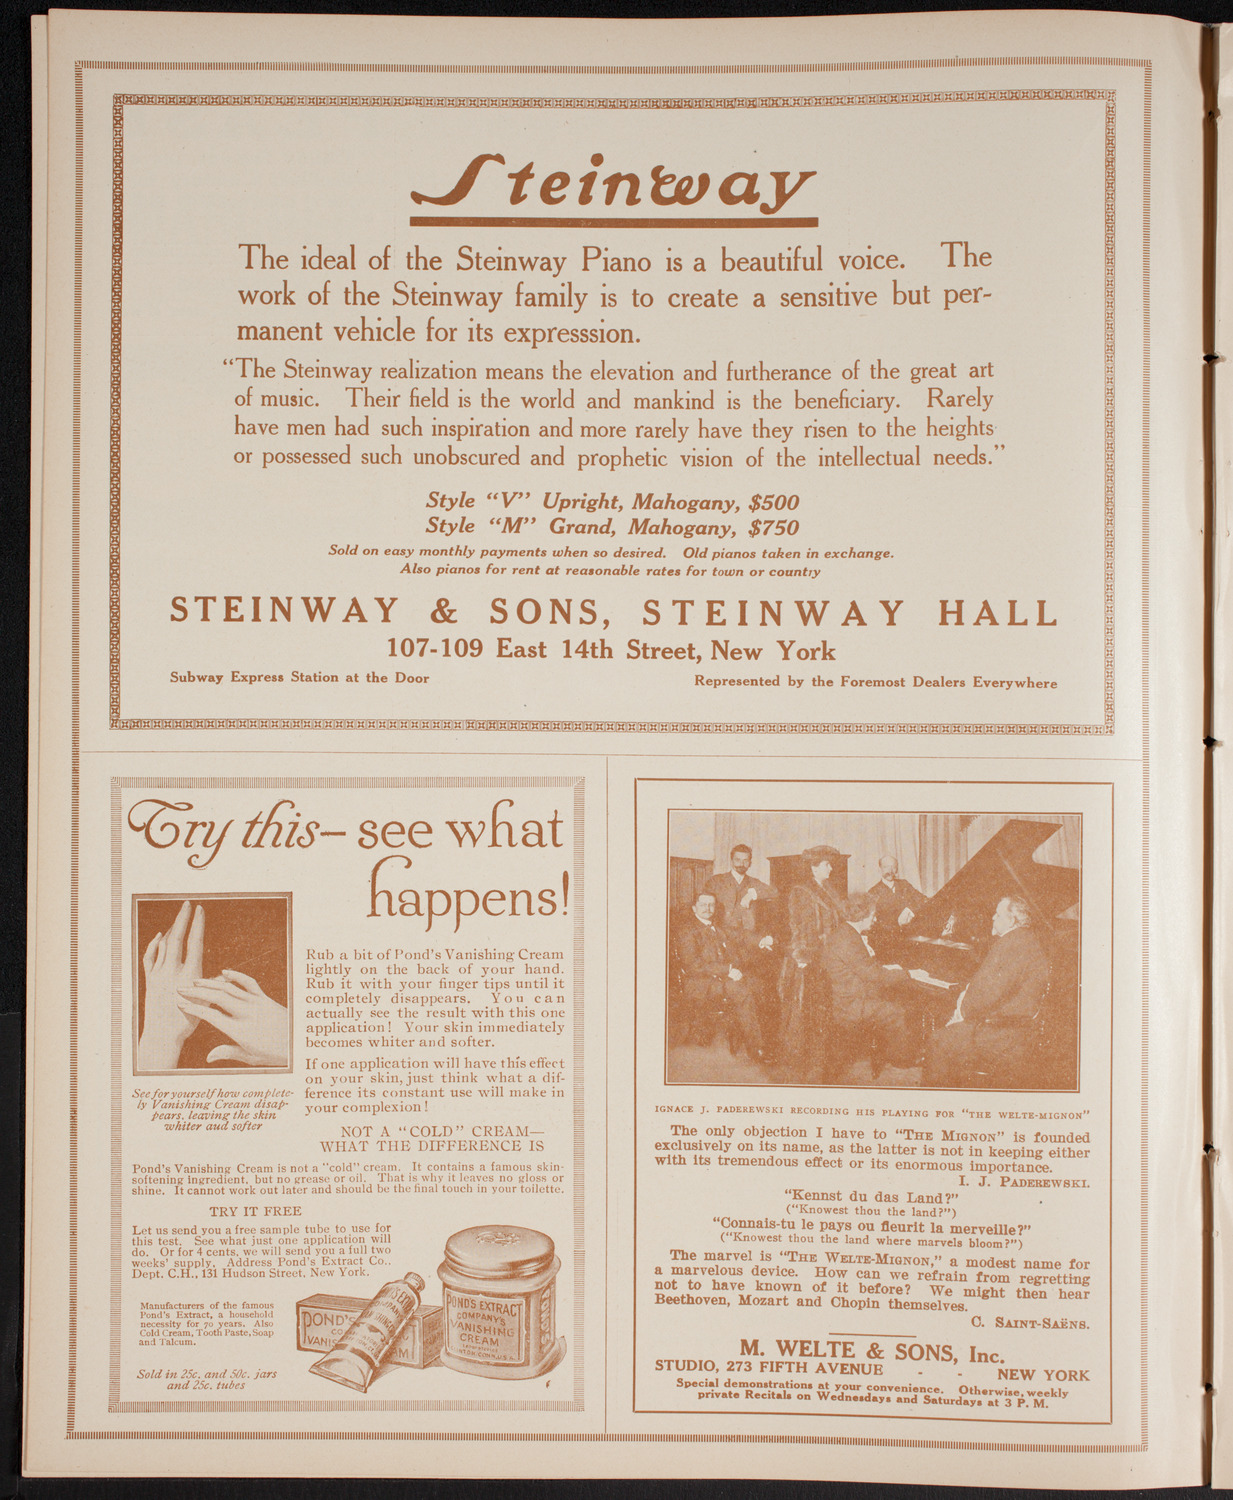 Steinway
The ideal of the Steinway Piano is a beautiful voice. The
work of the Steinway family is to create a sensitive but per-
manent vehicle for its expresssion.
“The Steinway realization means the elevation and furtherance of the great art
of music. Their field is the world and mankind is the beneficiary. Rarely
have men had such inspiration and more rarely have they risen to the heights
or possessed such unobscured and prophetic vision of the intellectual needs.”
Style “V” Upright, Mahogany, $500
Style “M” Grand, Mahogany, $750
Sold on easy monthly payments when so desired. Old pianos taken in exchange.
Also pianos for rent at reasonable rates for town or country
STEINWAY & SONS, STEINWAY HALL
107-109 East 14th Street, New York
Subway Express Station at the Door
Represented by the Foremost Dealers Everywhere
Try this—see what
happens!
Rub a bit of Pond's Vanishing Cream
lightly on the back of your hand.
Rub it with your finger tips until it
completely disappears. You can
actually see the result with this one
application! Your skin immediately
becomes whiter and softer.
If one application will have this effect
on your skin, just think what a dif-
ference its constant use will make in
your complexion!
See for yourself how complete-
ly Vanishing Cream disap-
pears, leaving the skin
whiter and softer
NOT A “COLD” CREAM—
WHAT THE DIFFERENCE IS
Pond's Vanishing Cream is not a "cold" cream. It contains a famous skin-
softening ingredient, but no grease or oil. That is why it leaves no gloss or
shine. It cannot work out later and should be the final touch in your toilette.
TRY IT FREE
Let us send you a free sample tube to use for
this test. See what just one application will
do. Or for 4 cents, we will send you a full two
weeks' supply. Address Pond's Extract Co.,
Dept. C.H., 131 Hudson Street, New York.
Manufacturers of the famous
Pond's Extract, a household
necessity for 70 years. Also
Cold Cream, Tooth Paste, Soap
and Talcum.
Sold in 25c. and 50c. jars
and 25c. tubes
POND'S
VANIS
AM
POND'S EXTRACT
COMPANY'S
VANISHING
CREAM
IGNACE J. PADEREWSKI RECORDING HIS PLAYING FOR “THE WELTE-MIGNON”
The only objection I have to “THE MIGNON” is founded
exclusively on its name, as the latter is not in keeping either
with its tremendous effect or its enormous importance.
I. J. PADEREWSKI.
“Kennst du das Land?”
(“Knowest thou the land?”)
“Connais-tu le pays ou fleurit la merveille?”
(“Knowest thou the land where marvels bloom?”)
The marvel is “THE WELTE-MIGNON,” a modest name for
a marvelous device. How can we refrain from regretting
not to have known of it before? We might then hear
Beethoven, Mozart and Chopin themselves.
C. SAINT-SAËNS.
M. WELTE & SONS, Inc.
STUDIO, 273 FIFTH AVENUE - - NEW YORK
Special demonstrations at your convenience. Otherwise, weekly
private Recitals on Wednesdays and Saturdays at 3 P. M.